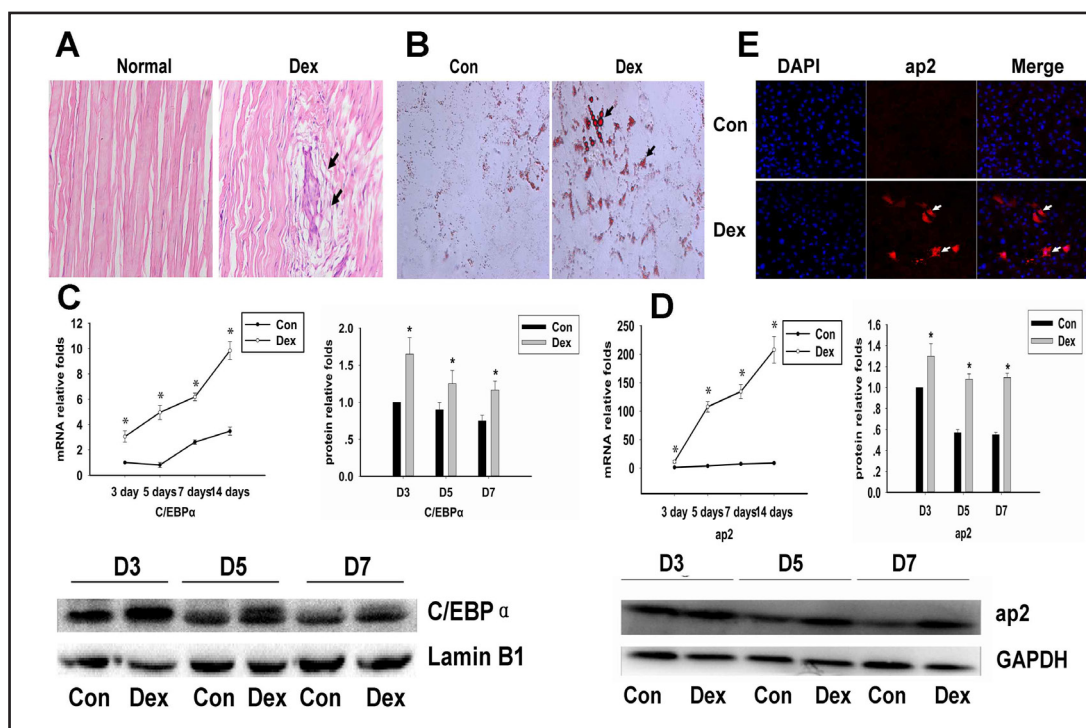 A
Normal
Dex
B
Con
Dex
E
DAPI
ap2
Merge
Con
Dex
C
mRNA relative folds
12
10
8
6
4
2
0
3 day
5 days
7 days
14 days
C/EBPα
Con
Dex
*
*
*
*
protein relative folds
2.0
1.5
1.0
.5
0.0
D3
D5
D7
C/EBPα
Con
Dex
*
*
*
D
mRNA relative folds
250
200
150
100
50
0
3 day
5 days
7 days
14 days
ap2
Con
Dex
*
*
*
*
protein relative folds
1.6
1.4
1.2
1.0
.8
.6
.4
.2
0.0
D3
D5
D7
ap2
Con
Dex
*
*
*
D3
D5
D7
C/EBP α
Lamin B1
Con
Dex
Con
Dex
Con
Dex
D3
D5
D7
ap2
GAPDH
Con
Dex
Con
Dex
Con
Dex